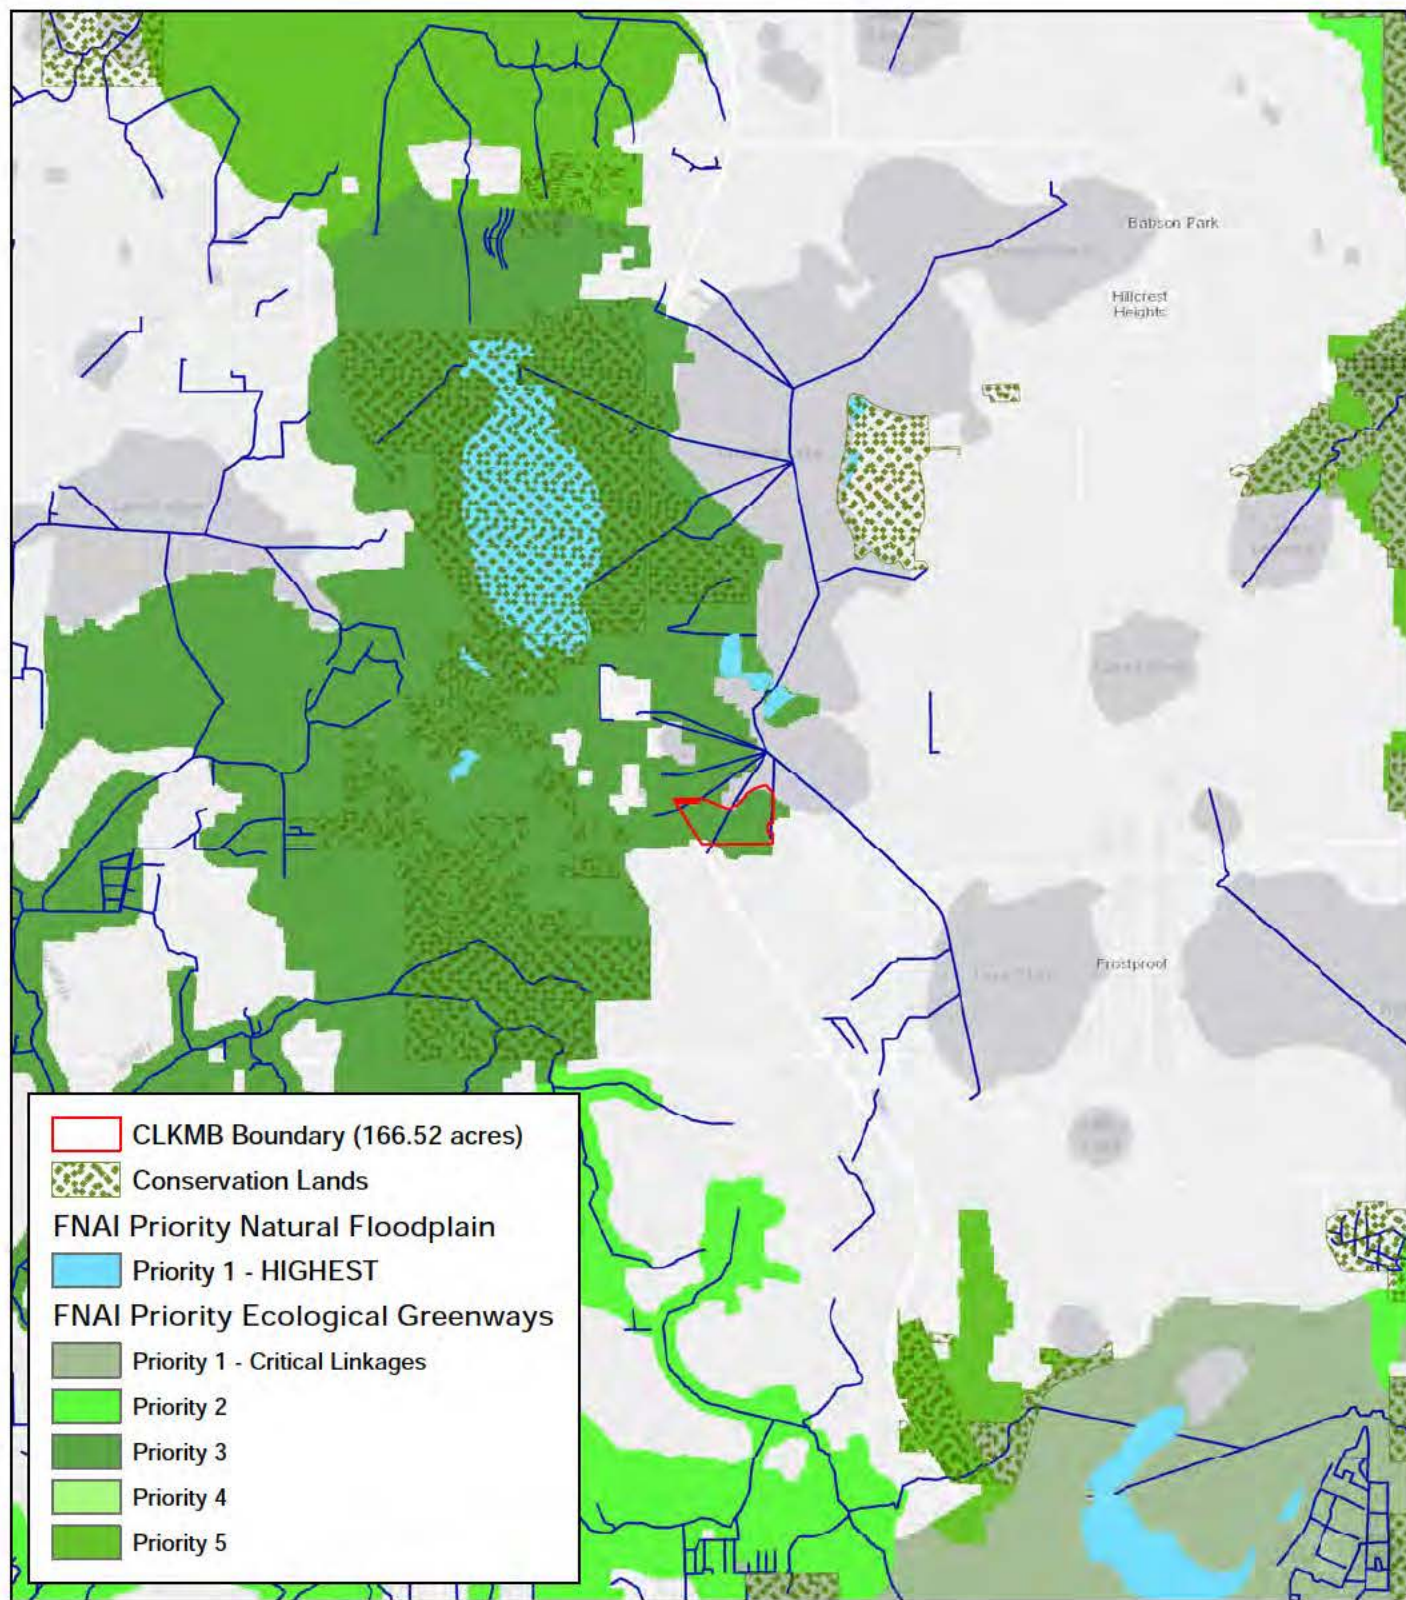 Babson Park
Hillcrest
Heights
Frostproof
CLKMB Boundary (166.52 acres)
Conservation Lands
FNAI Priority Natural Floodplain
Priority 1 - HIGHEST
FNAI Priority Ecological Greenways
Priority 1 - Critical Linkages
Priority 2
Priority 3
Priority 4
Priority 5